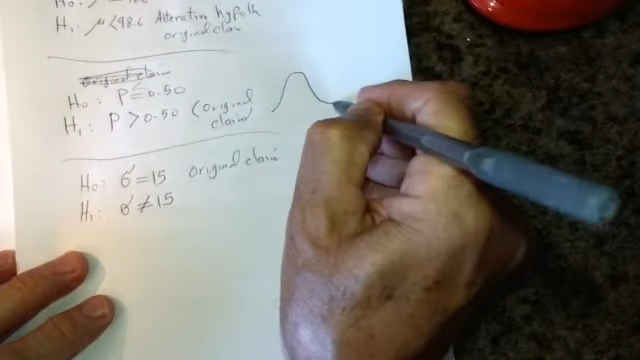 H₁: μ<98.6 Alternative hypoth
original claim
original claim
H₀: P ≤ 0.50
H₁: P > 0.50 (Original
claim)
H₀: σ = 15 original claim
H₁: σ ≠ 15